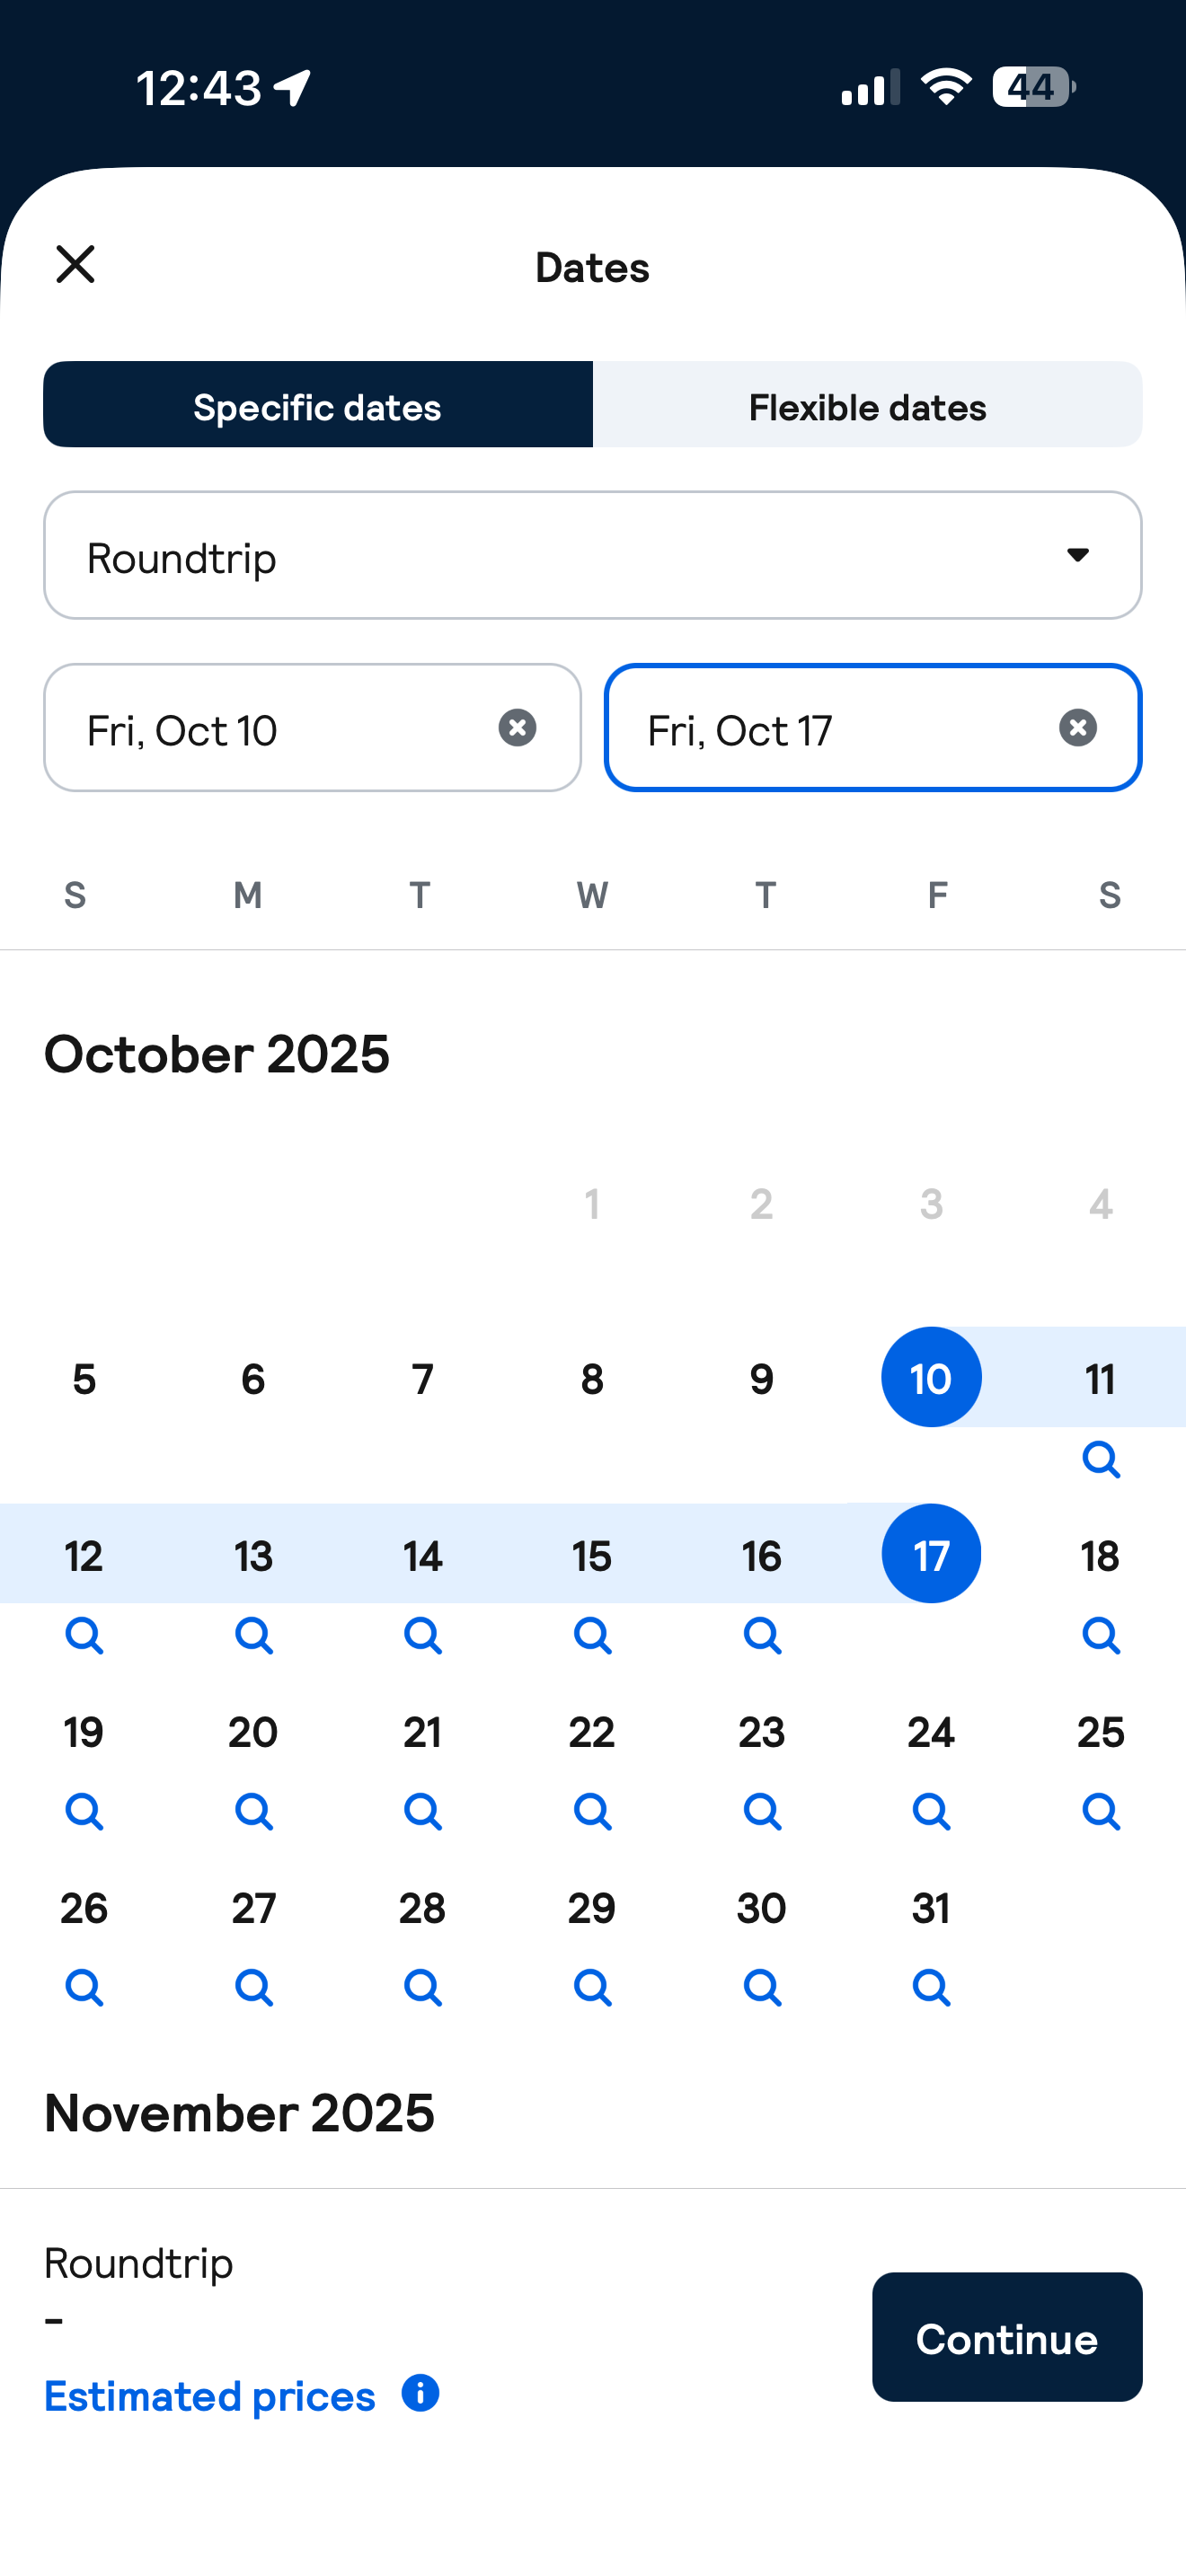 12:43
44
Dates
Specific dates Flexible dates
Roundtrip
Fri, Oct 10 Fri, Oct 17
S M T W T F S
October 2025
1 2 3 4
5 6 7 8 9 10 11
12 13 14 15 16 17 18
19 20 21 22 23 24 25
26 27 28 29 30 31
November 2025
Roundtrip
-
Continue
Estimated prices